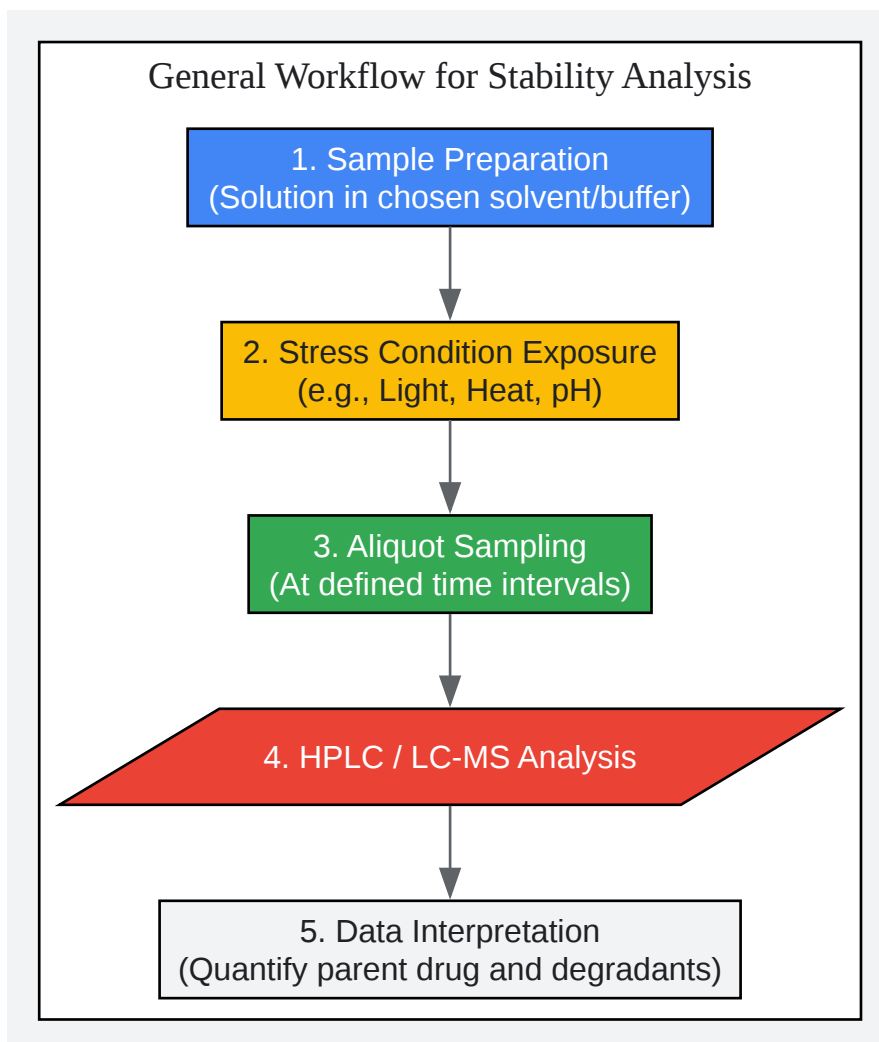 General Workflow for Stability Analysis
1. Sample Preparation
(Solution in chosen solvent/buffer)
2. Stress Condition Exposure
(e.g., Light, Heat, pH)
3. Aliquot Sampling
(At defined time intervals)
4. HPLC / LC-MS Analysis
5. Data Interpretation
(Quantify parent drug and degradants)